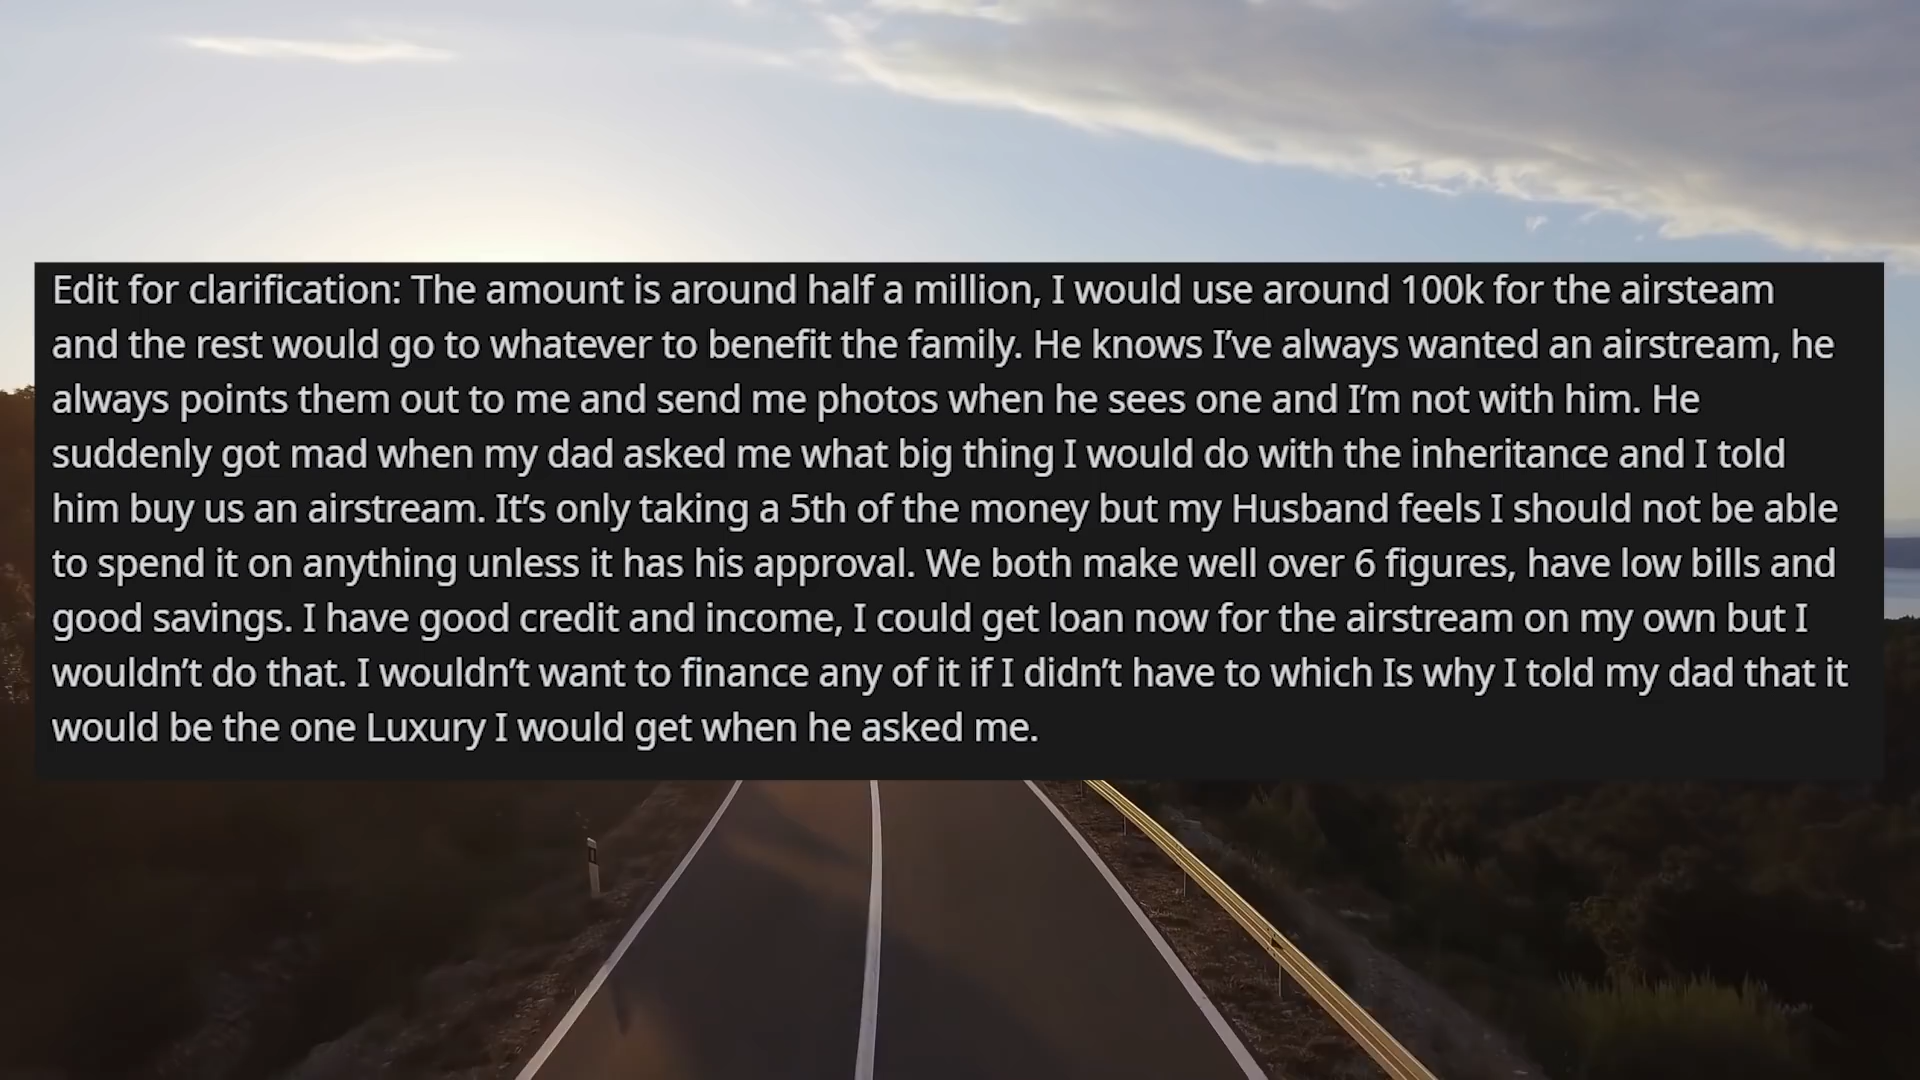 Edit for clarification: The amount is around half a million, I would use around 100k for the airsteam
and the rest would go to whatever to benefit the family. He knows I’ve always wanted an airstream, he
always points them out to me and send me photos when he sees one and I’m not with him. He
suddenly got mad when my dad asked me what big thing I would do with the inheritance and I told
him buy us an airstream. It’s only taking a 5th of the money but my Husband feels I should not be able
to spend it on anything unless it has his approval. We both make well over 6 figures, have low bills and
good savings. I have good credit and income, I could get loan now for the airstream on my own but I
wouldn’t do that. I wouldn’t want to finance any of it if I didn’t have to which Is why I told my dad that it
would be the one Luxury I would get when he asked me.